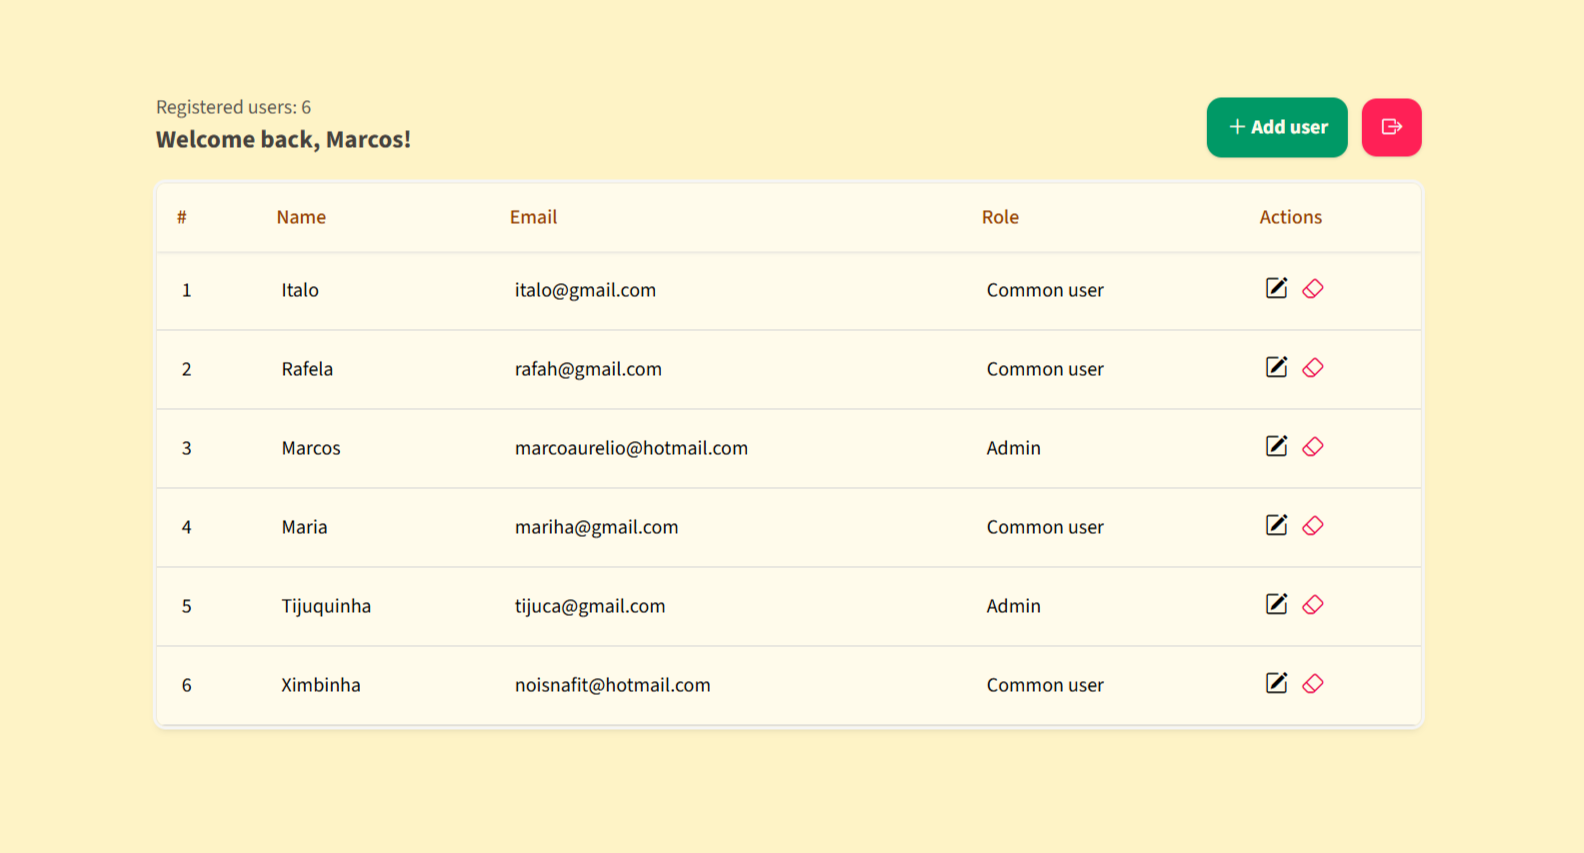 Registered users: 6
Welcome back, Marcos!
+ Add user
# Name Email Role Actions
1 Italo italo@gmail.com Common user
2 Rafela rafah@gmail.com Common user
3 Marcos marcoaurelio@hotmail.com Admin
4 Maria mariha@gmail.com Common user
5 Tijuquinha tijuca@gmail.com Admin
6 Ximbinha noisnafit@hotmail.com Common user